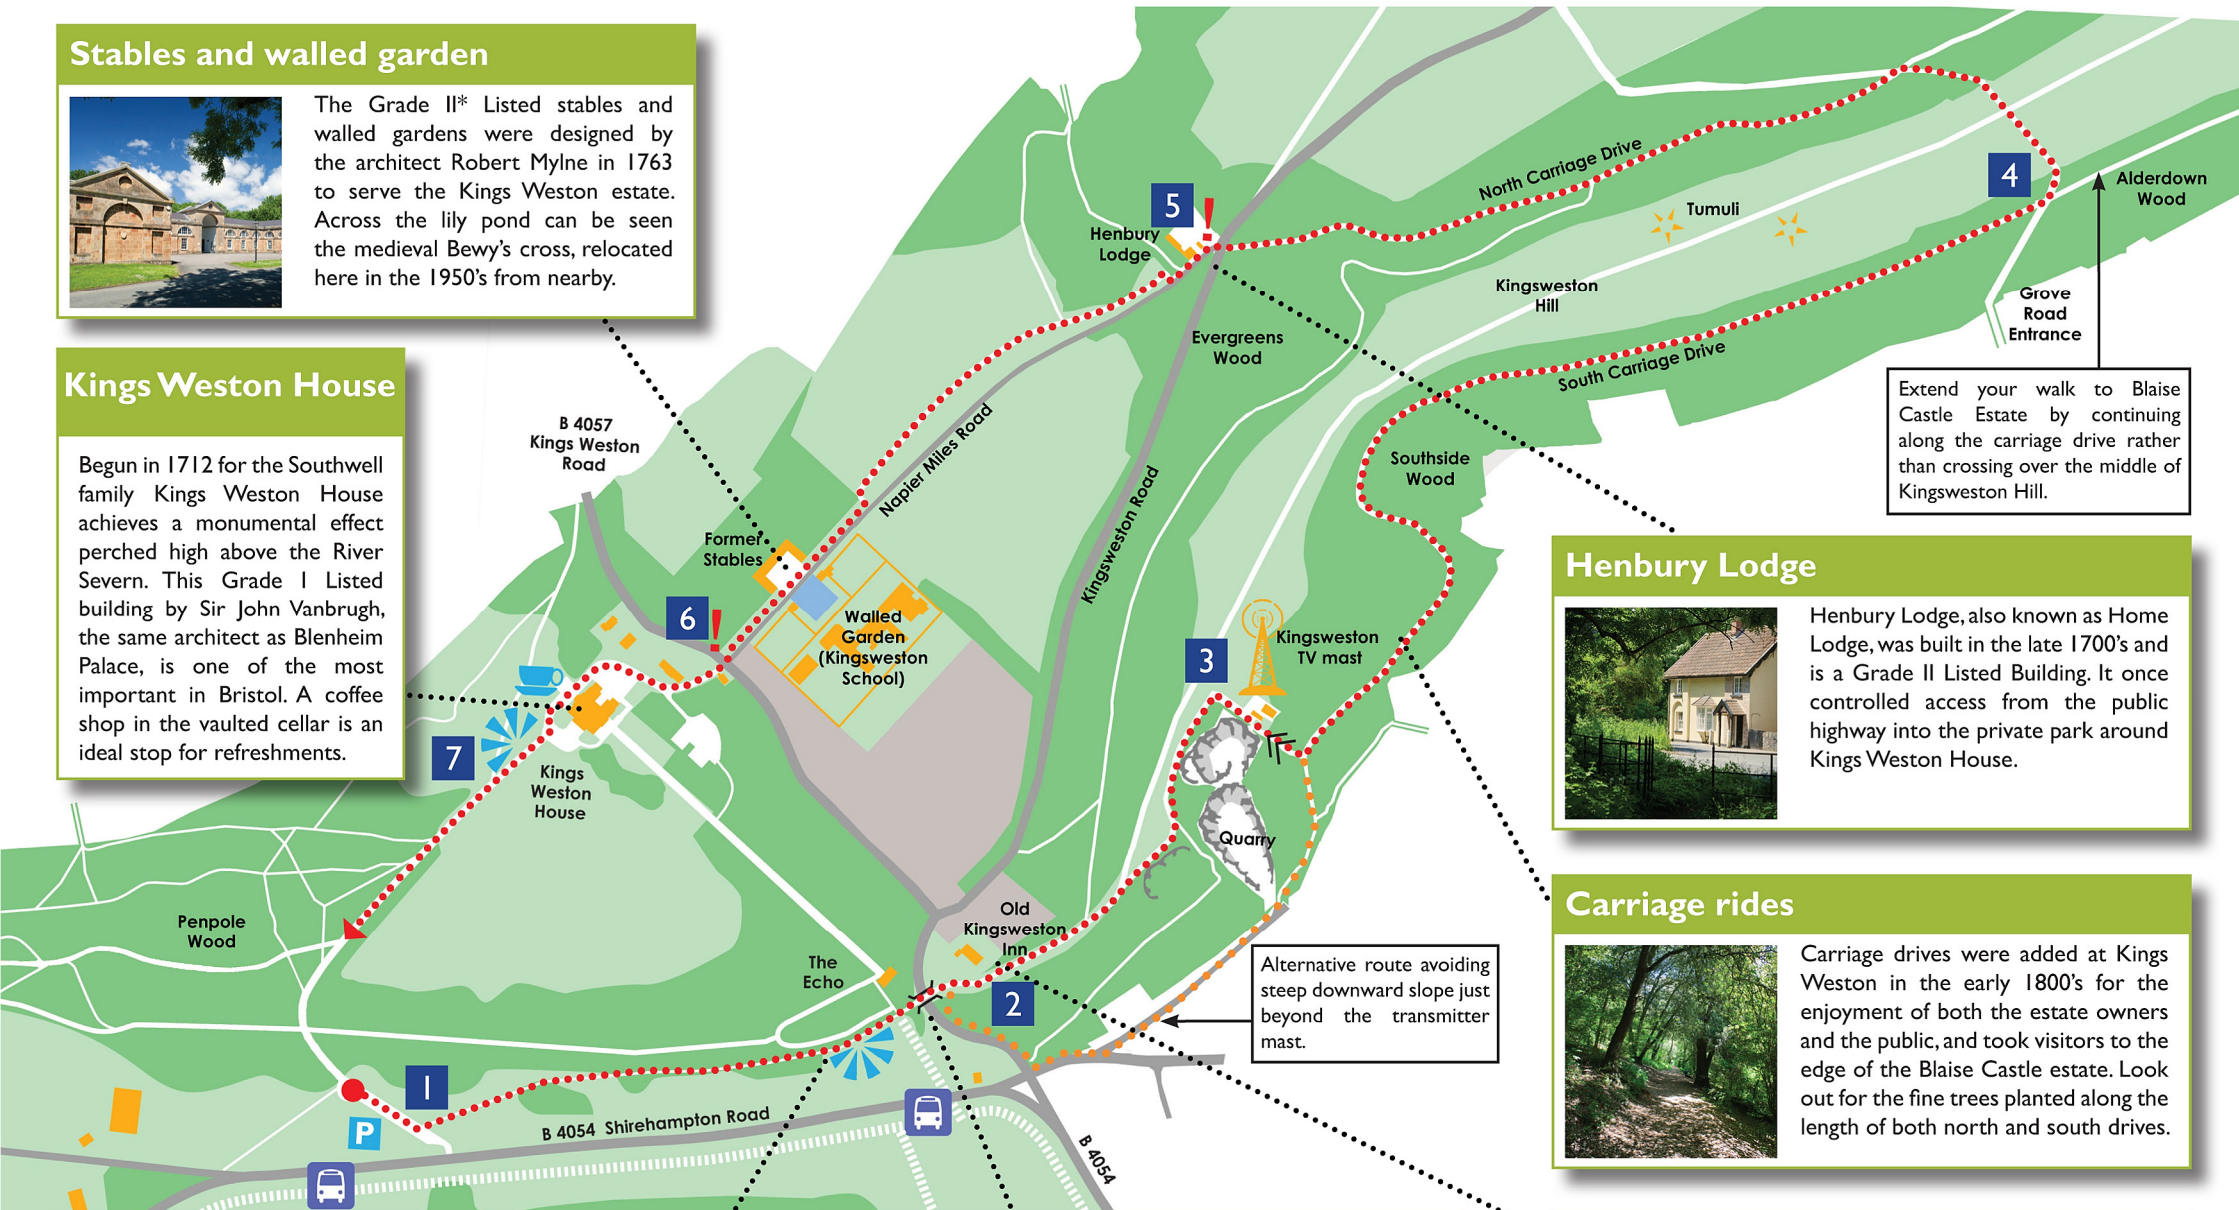 Stables and walled garden
The Grade II* Listed stables and
walled gardens were designed by
the architect Robert Mylne in 1763
to serve the Kings Weston estate.
Across the lily pond can be seen
the medieval Bewy's cross, relocated
here in the 1950's from nearby.
Kings Weston House
Begun in 1712 for the Southwell
family Kings Weston House
achieves a monumental effect
perched high above the River
Severn. This Grade 1 Listed
building by Sir John Vanbrugh,
the same architect as Blenheim
Palace, is one of the most
important in Bristol. A coffee
shop in the vaulted cellar is an
ideal stop for refreshments.
B 4057
Kings Weston
Road
5
!
Henbury
Lodge
North Carriage Drive
Tumuli
4
Alderdown
Wood
Kingsweston
Hill
Grove
Road
Entrance
Evergreens
Wood
South Carriage Drive
Extend your walk to Blaise
Castle Estate by continuing
along the carriage drive rather
than crossing over the middle of
Kingsweston Hill.
Napier Miles Road
Kingsweston Road
Southside
Wood
Former
Stables
6
!
Walled
Garden
(Kingsweston
School)
3
Kingsweston
TV mast
Henbury Lodge
Henbury Lodge, also known as Home
Lodge, was built in the late 1700's and
is a Grade II Listed Building. It once
controlled access from the public
highway into the private park around
Kings Weston House.
7
Kings
Weston
House
Quarry
Penpole
Wood
Old
Kingsweston
Inn
The
Echo
2
Alternative route avoiding
steep downward slope just
beyond the transmitter
mast.
Carriage rides
Carriage drives were added at Kings
Weston in the early 1800's for the
enjoyment of both the estate owners
and the public, and took visitors to the
edge of the Blaise Castle estate. Look
out for the fine trees planted along the
length of both north and south drives.
1
P
B 4054 Shirehampton Road
B 4054